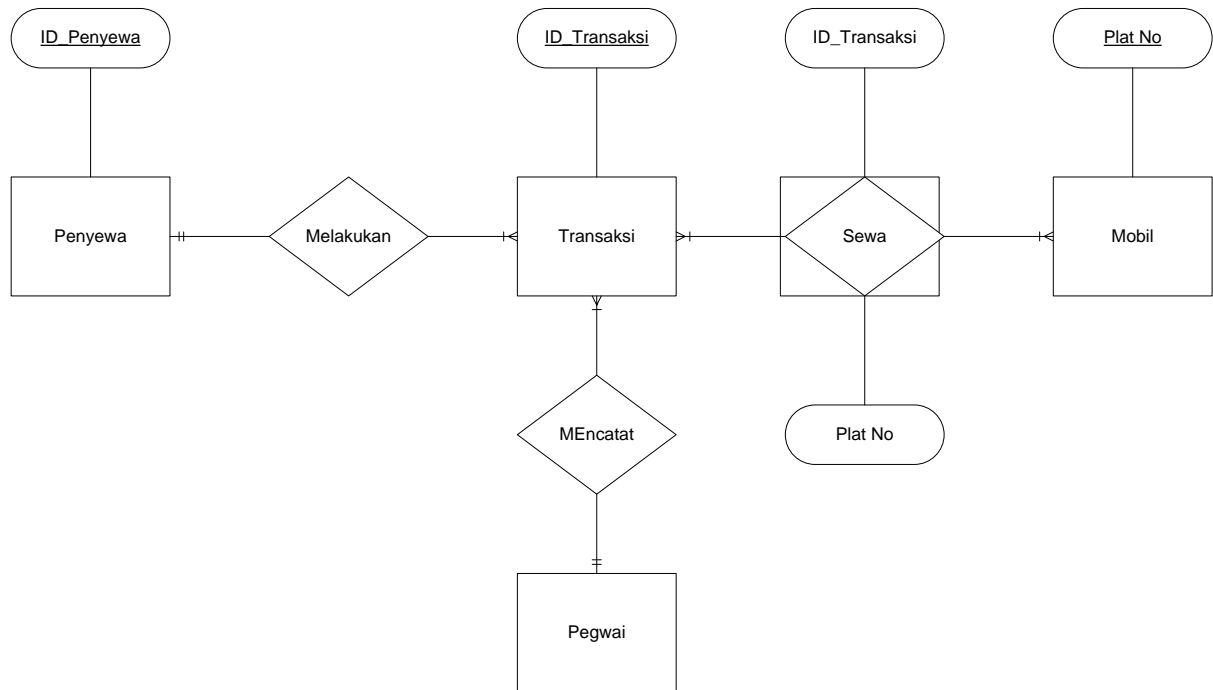 ID_Penyewa
ID_Transaksi
ID_Transaksi
Plat No
Penyewa
Melakukan
Transaksi
Sewa
Mobil
MEncatat
Plat No
Pegwai